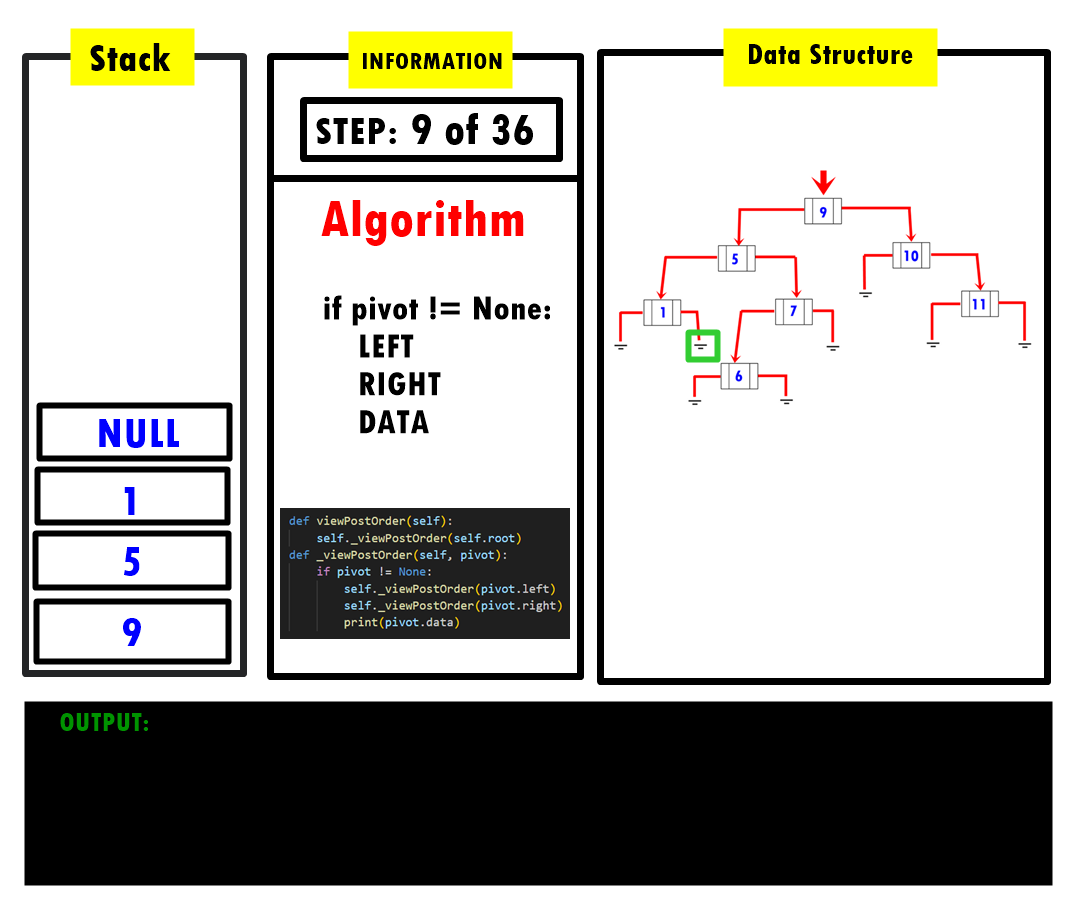 Stack
NULL
1
5
9
INFORMATION
STEP: 9 of 36
Algorithm
if pivot != None:
LEFT
RIGHT
DATA
def viewPostOrder(self):
self._viewPostOrder(self.root)
def _viewPostOrder(self, pivot):
if pivot != None:
self._viewPostOrder(pivot.left)
self._viewPostOrder(pivot.right)
print(pivot.data)
Data Structure
9
5
10
1
7
11
6
OUTPUT: